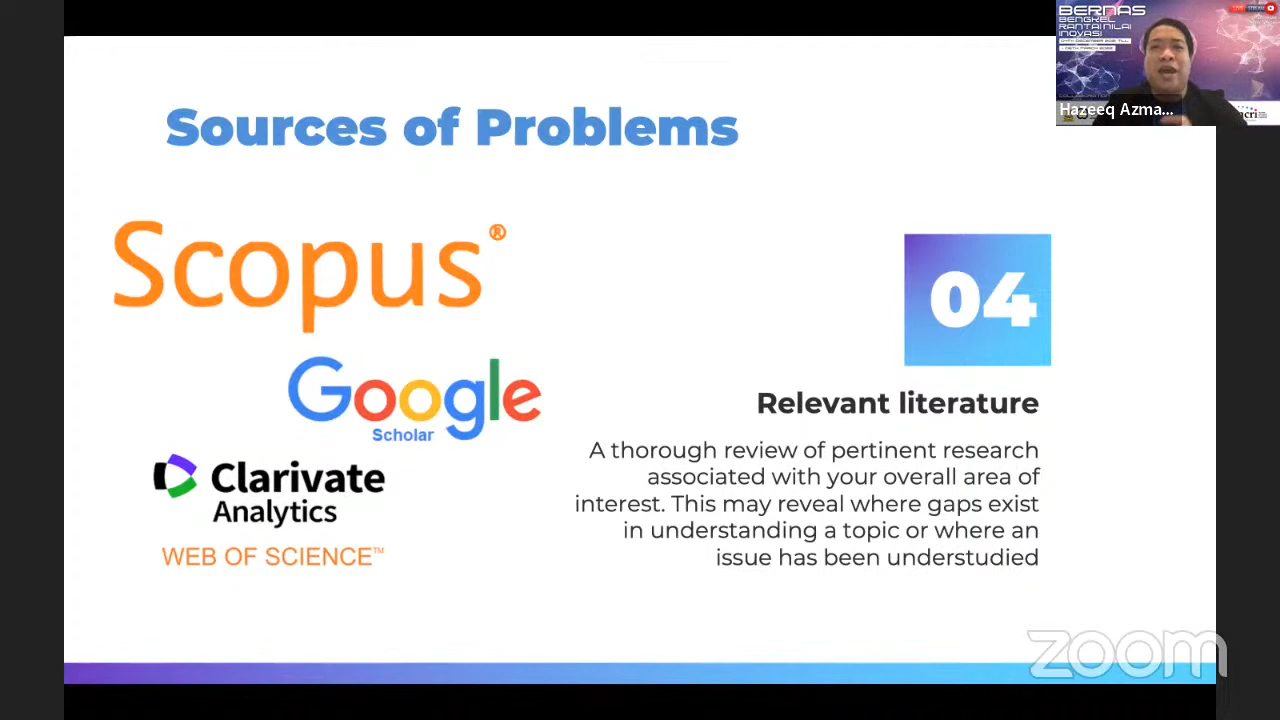 BERNAS
BENGKEL
RANTAI NILAI
INOVASI
LIVE STREAM
Hazeeq Azma...
Sources of Problems
Scopus®
Google
Scholar
Clarivate
Analytics
WEB OF SCIENCE™
04
Relevant literature
A thorough review of pertinent research
associated with your overall area of
interest. This may reveal where gaps exist
in understanding a topic or where an
issue has been understudied
zoom